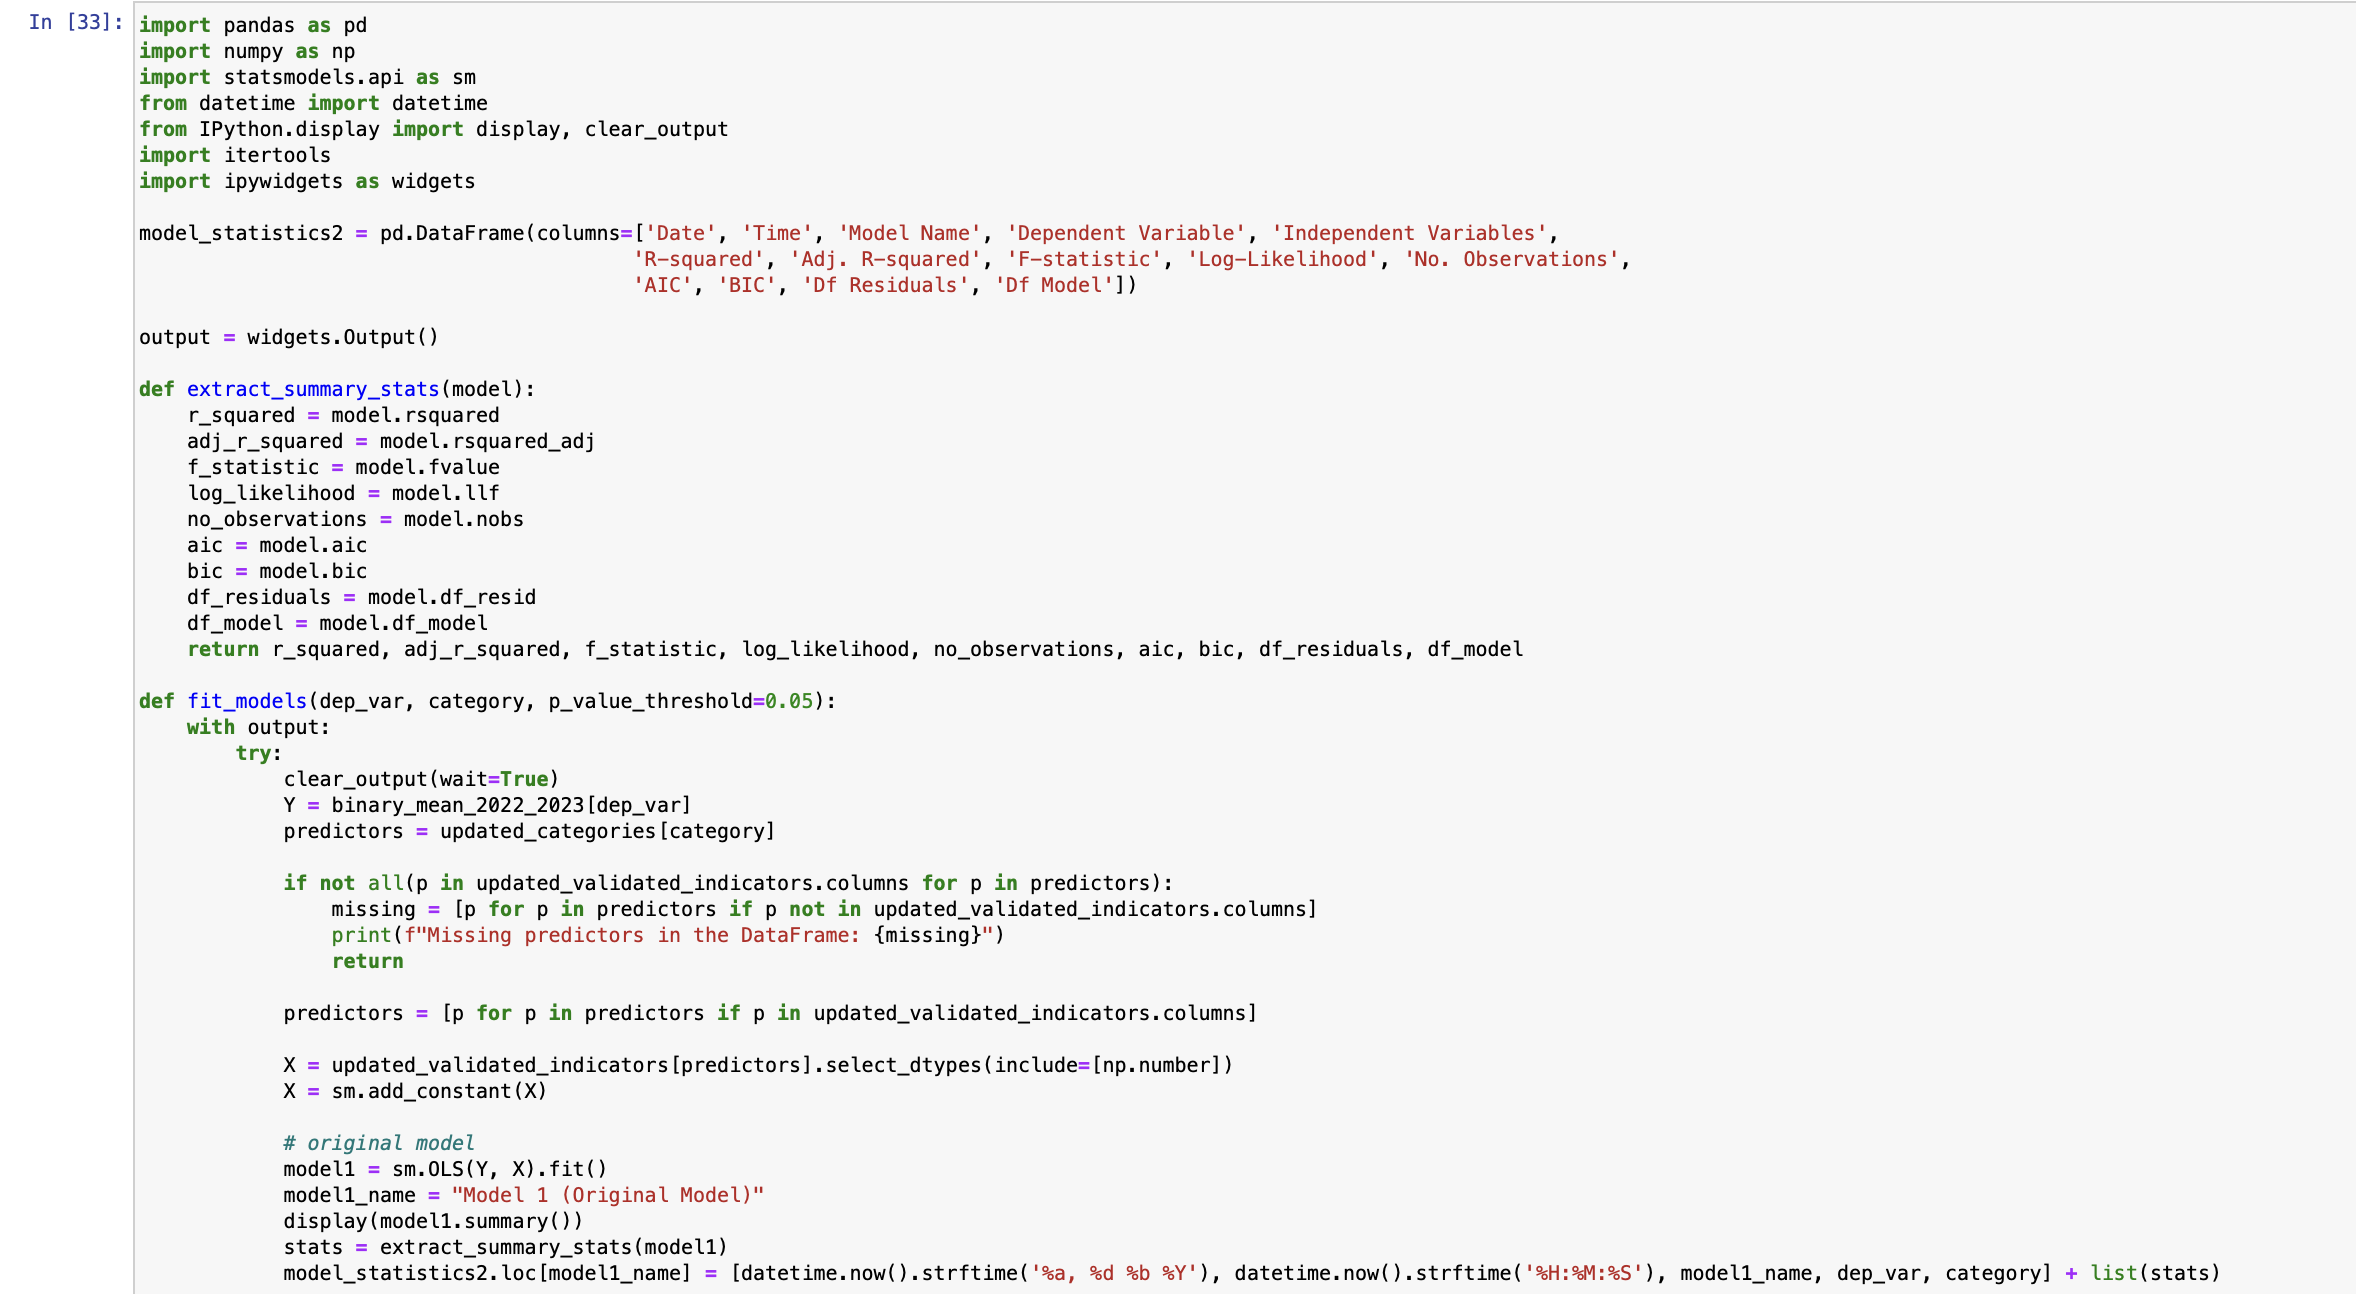 In [33]:
import pandas as pd
import numpy as np
import statsmodels.api as sm
from datetime import datetime
from IPython.display import display, clear_output
import itertools
import ipywidgets as widgets

model_statistics2 = pd.DataFrame(columns=['Date', 'Time', 'Model Name', 'Dependent Variable', 'Independent Variables',
                                         'R-squared', 'Adj. R-squared', 'F-statistic', 'Log-Likelihood', 'No. Observations',
                                         'AIC', 'BIC', 'Df Residuals', 'Df Model'])

output = widgets.Output()

def extract_summary_stats(model):
    r_squared = model.rsquared
    adj_r_squared = model.rsquared_adj
    f_statistic = model.fvalue
    log_likelihood = model.llf
    no_observations = model.nobs
    aic = model.aic
    bic = model.bic
    df_residuals = model.df_resid
    df_model = model.df_model
    return r_squared, adj_r_squared, f_statistic, log_likelihood, no_observations, aic, bic, df_residuals, df_model

def fit_models(dep_var, category, p_value_threshold=0.05):
    with output:
        try:
            clear_output(wait=True)
            Y = binary_mean_2022_2023[dep_var]
            predictors = updated_categories[category]

            if not all(p in updated_validated_indicators.columns for p in predictors):
                missing = [p for p in predictors if p not in updated_validated_indicators.columns]
                print(f"Missing predictors in the DataFrame: {missing}")
                return

            predictors = [p for p in predictors if p in updated_validated_indicators.columns]

            X = updated_validated_indicators[predictors].select_dtypes(include=[np.number])
            X = sm.add_constant(X)

            # original model
            model1 = sm.OLS(Y, X).fit()
            model1_name = "Model 1 (Original Model)"
            display(model1.summary())
            stats = extract_summary_stats(model1)
            model_statistics2.loc[model1_name] = [datetime.now().strftime('%a, %d %b %Y'), datetime.now().strftime('%H:%M:%S'), model1_name, dep_var, category] + list(stats)